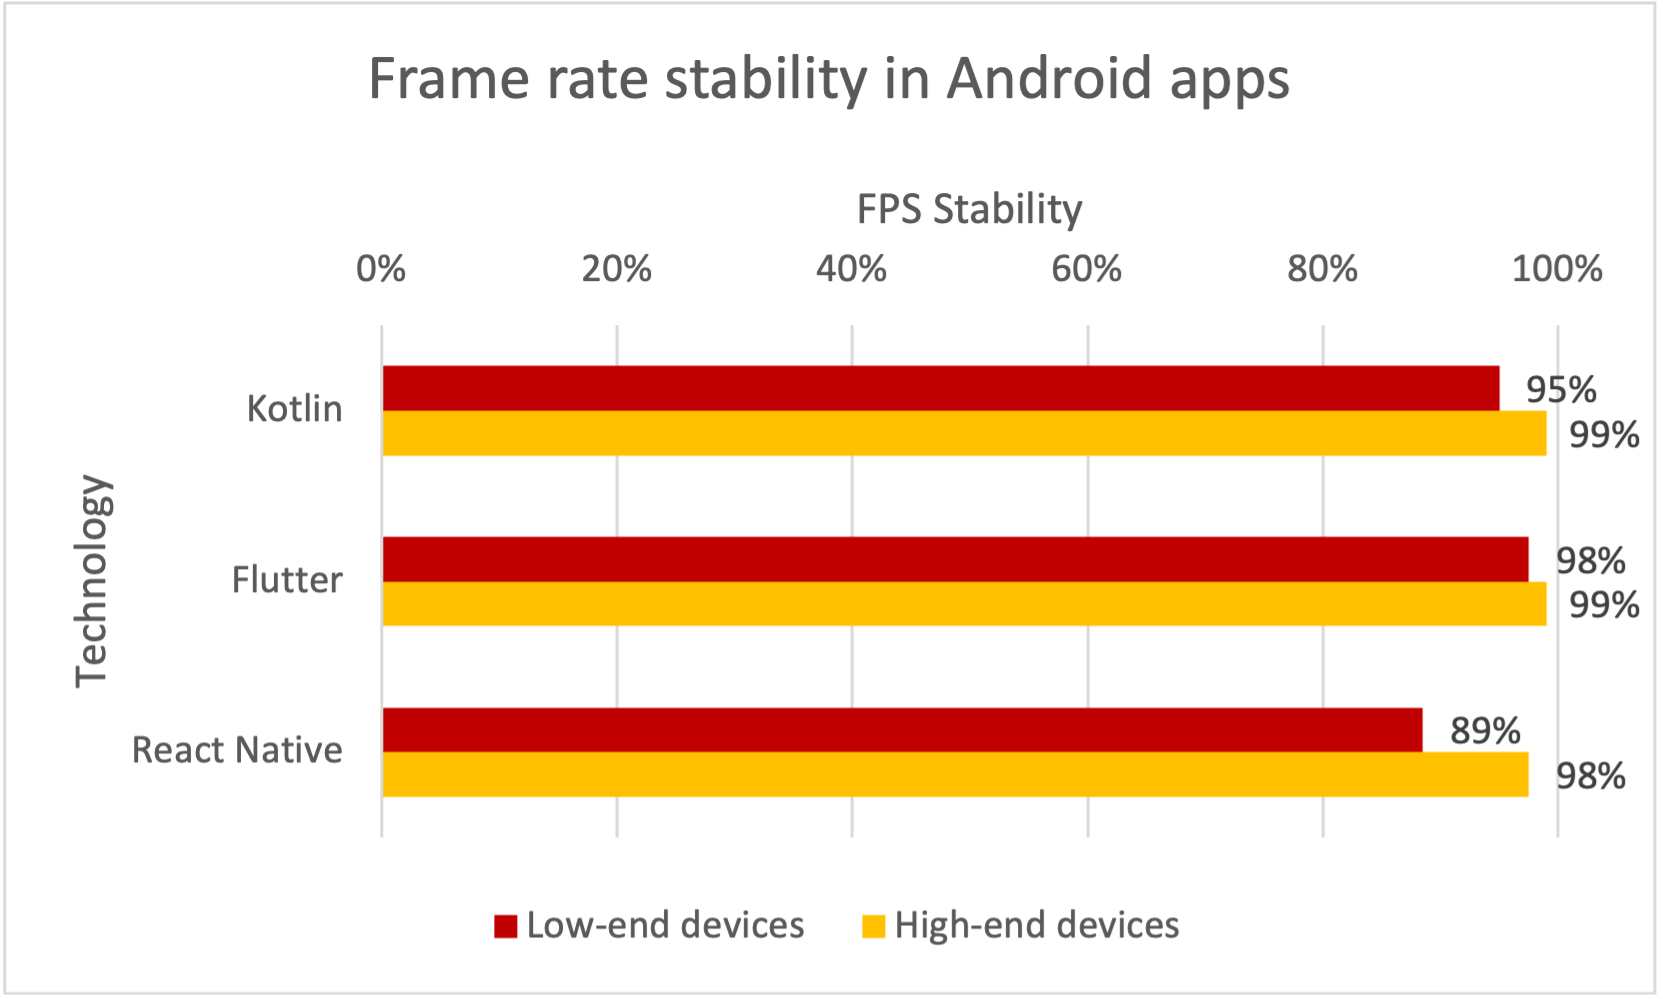 Frame rate stability in Android apps
FPS Stability
0% 20% 40% 60% 80% 100%
Technology
Kotlin
95%
99%
Flutter
98%
99%
React Native
89%
98%
Low-end devices High-end devices